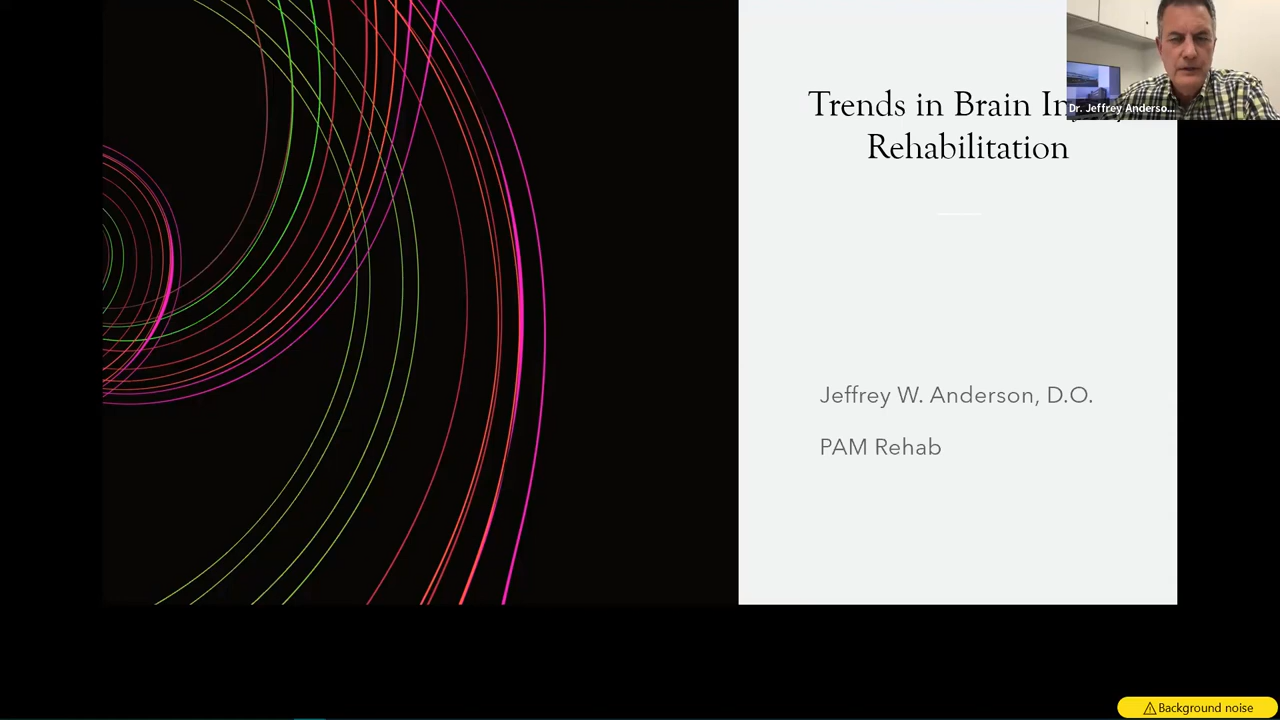 Trends in Brain In
Rehabilitation
Dr. Jeffrey Anderso...
Jeffrey W. Anderson, D.O.
PAM Rehab
Background noise